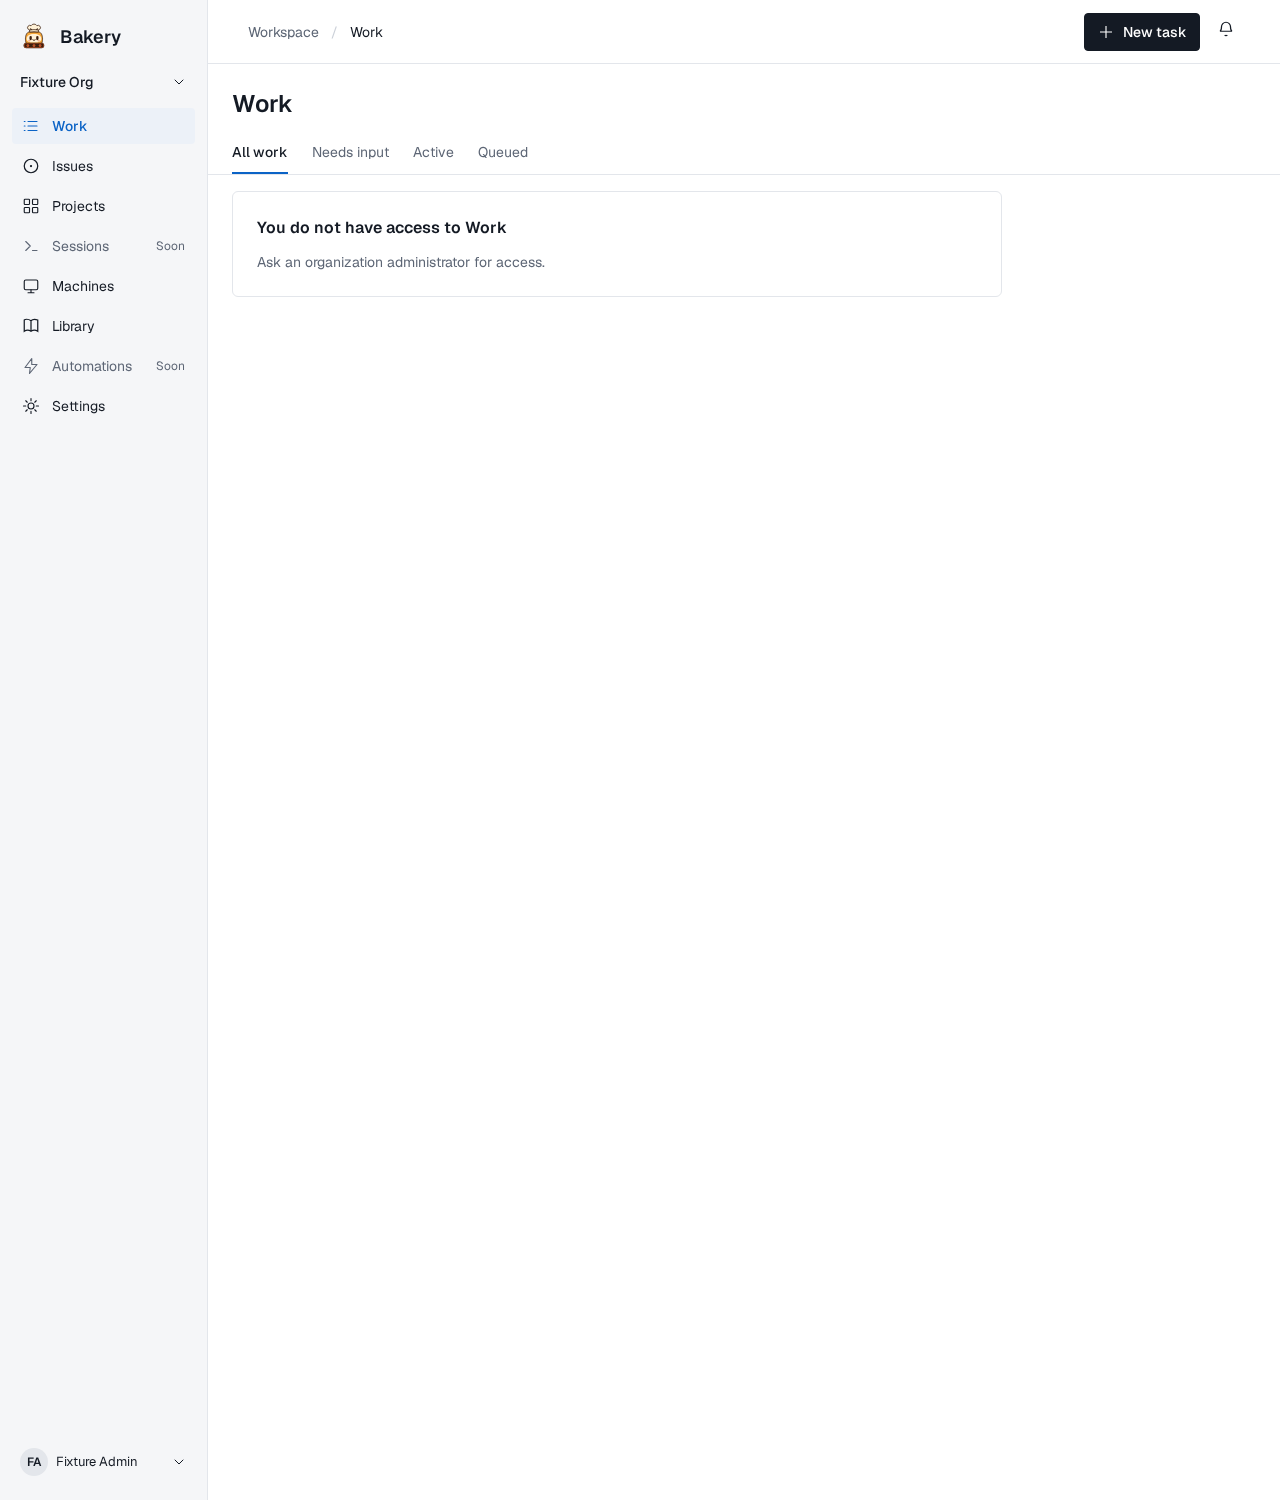 Bakery
Fixture Org
Work
Issues
Projects
Sessions Soon
Machines
Library
Automations Soon
Settings
FA Fixture Admin
Workspace / Work
New task
Work
All work Needs input Active Queued
You do not have access to Work
Ask an organization administrator for access.